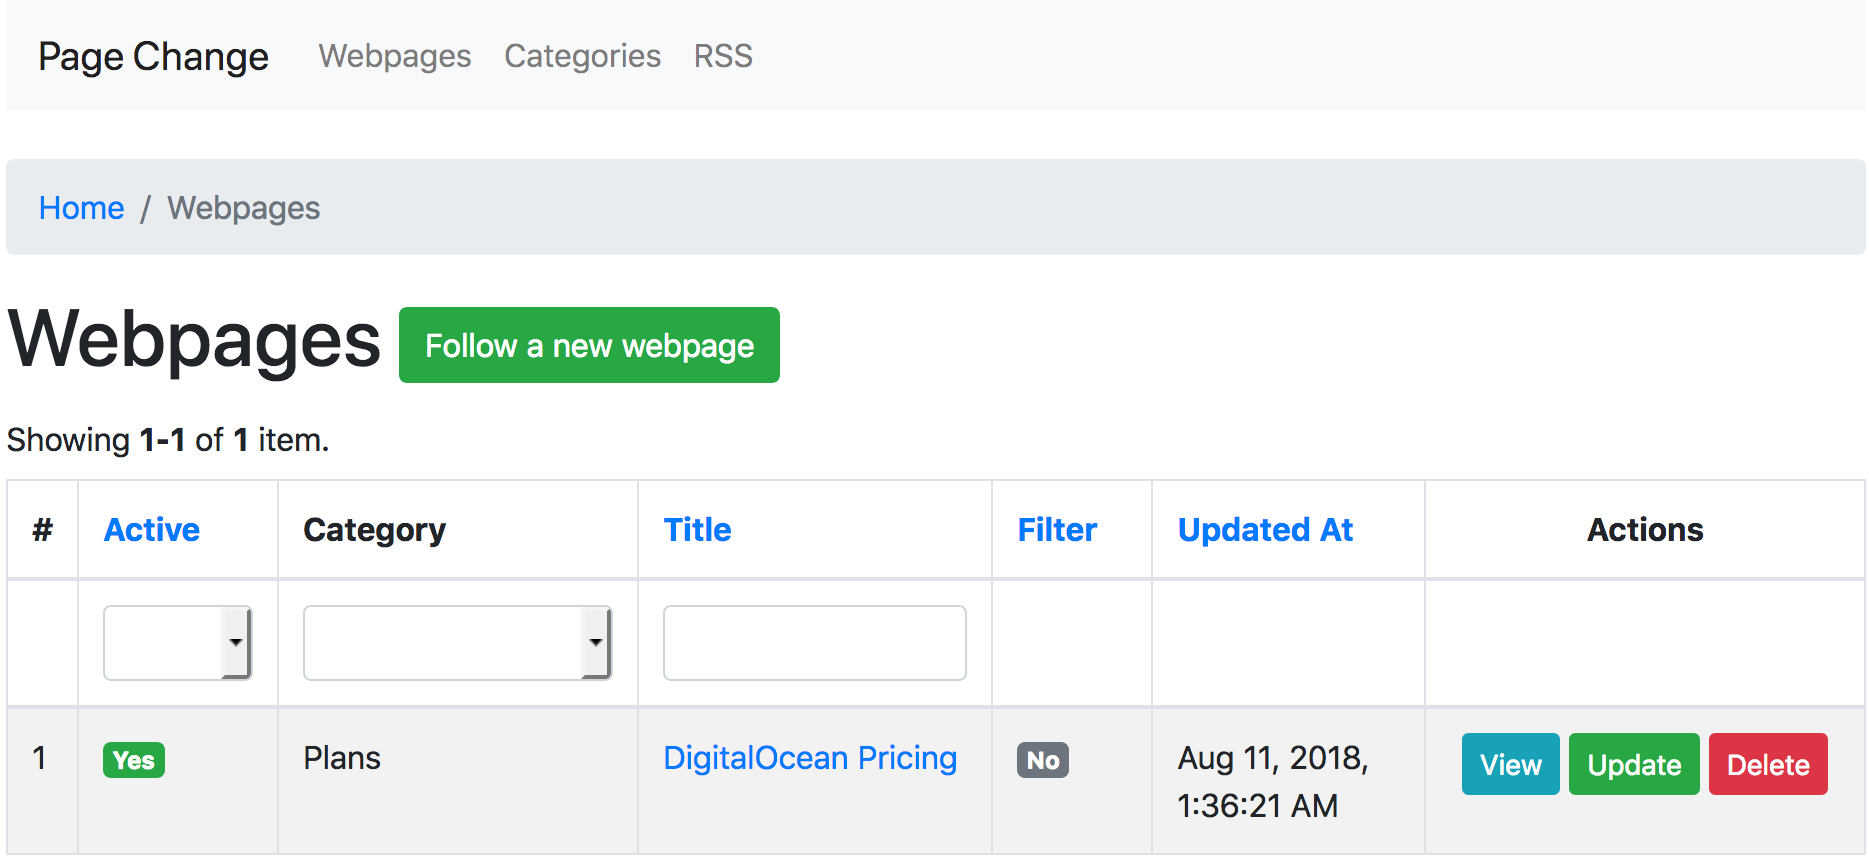 Page Change Webpages Categories RSS
Home / Webpages
Webpages Follow a new webpage
Showing 1-1 of 1 item.
# Active Category Title Filter Updated At Actions
1 Yes Plans DigitalOcean Pricing No Aug 11, 2018, View Update Delete
1:36:21 AM